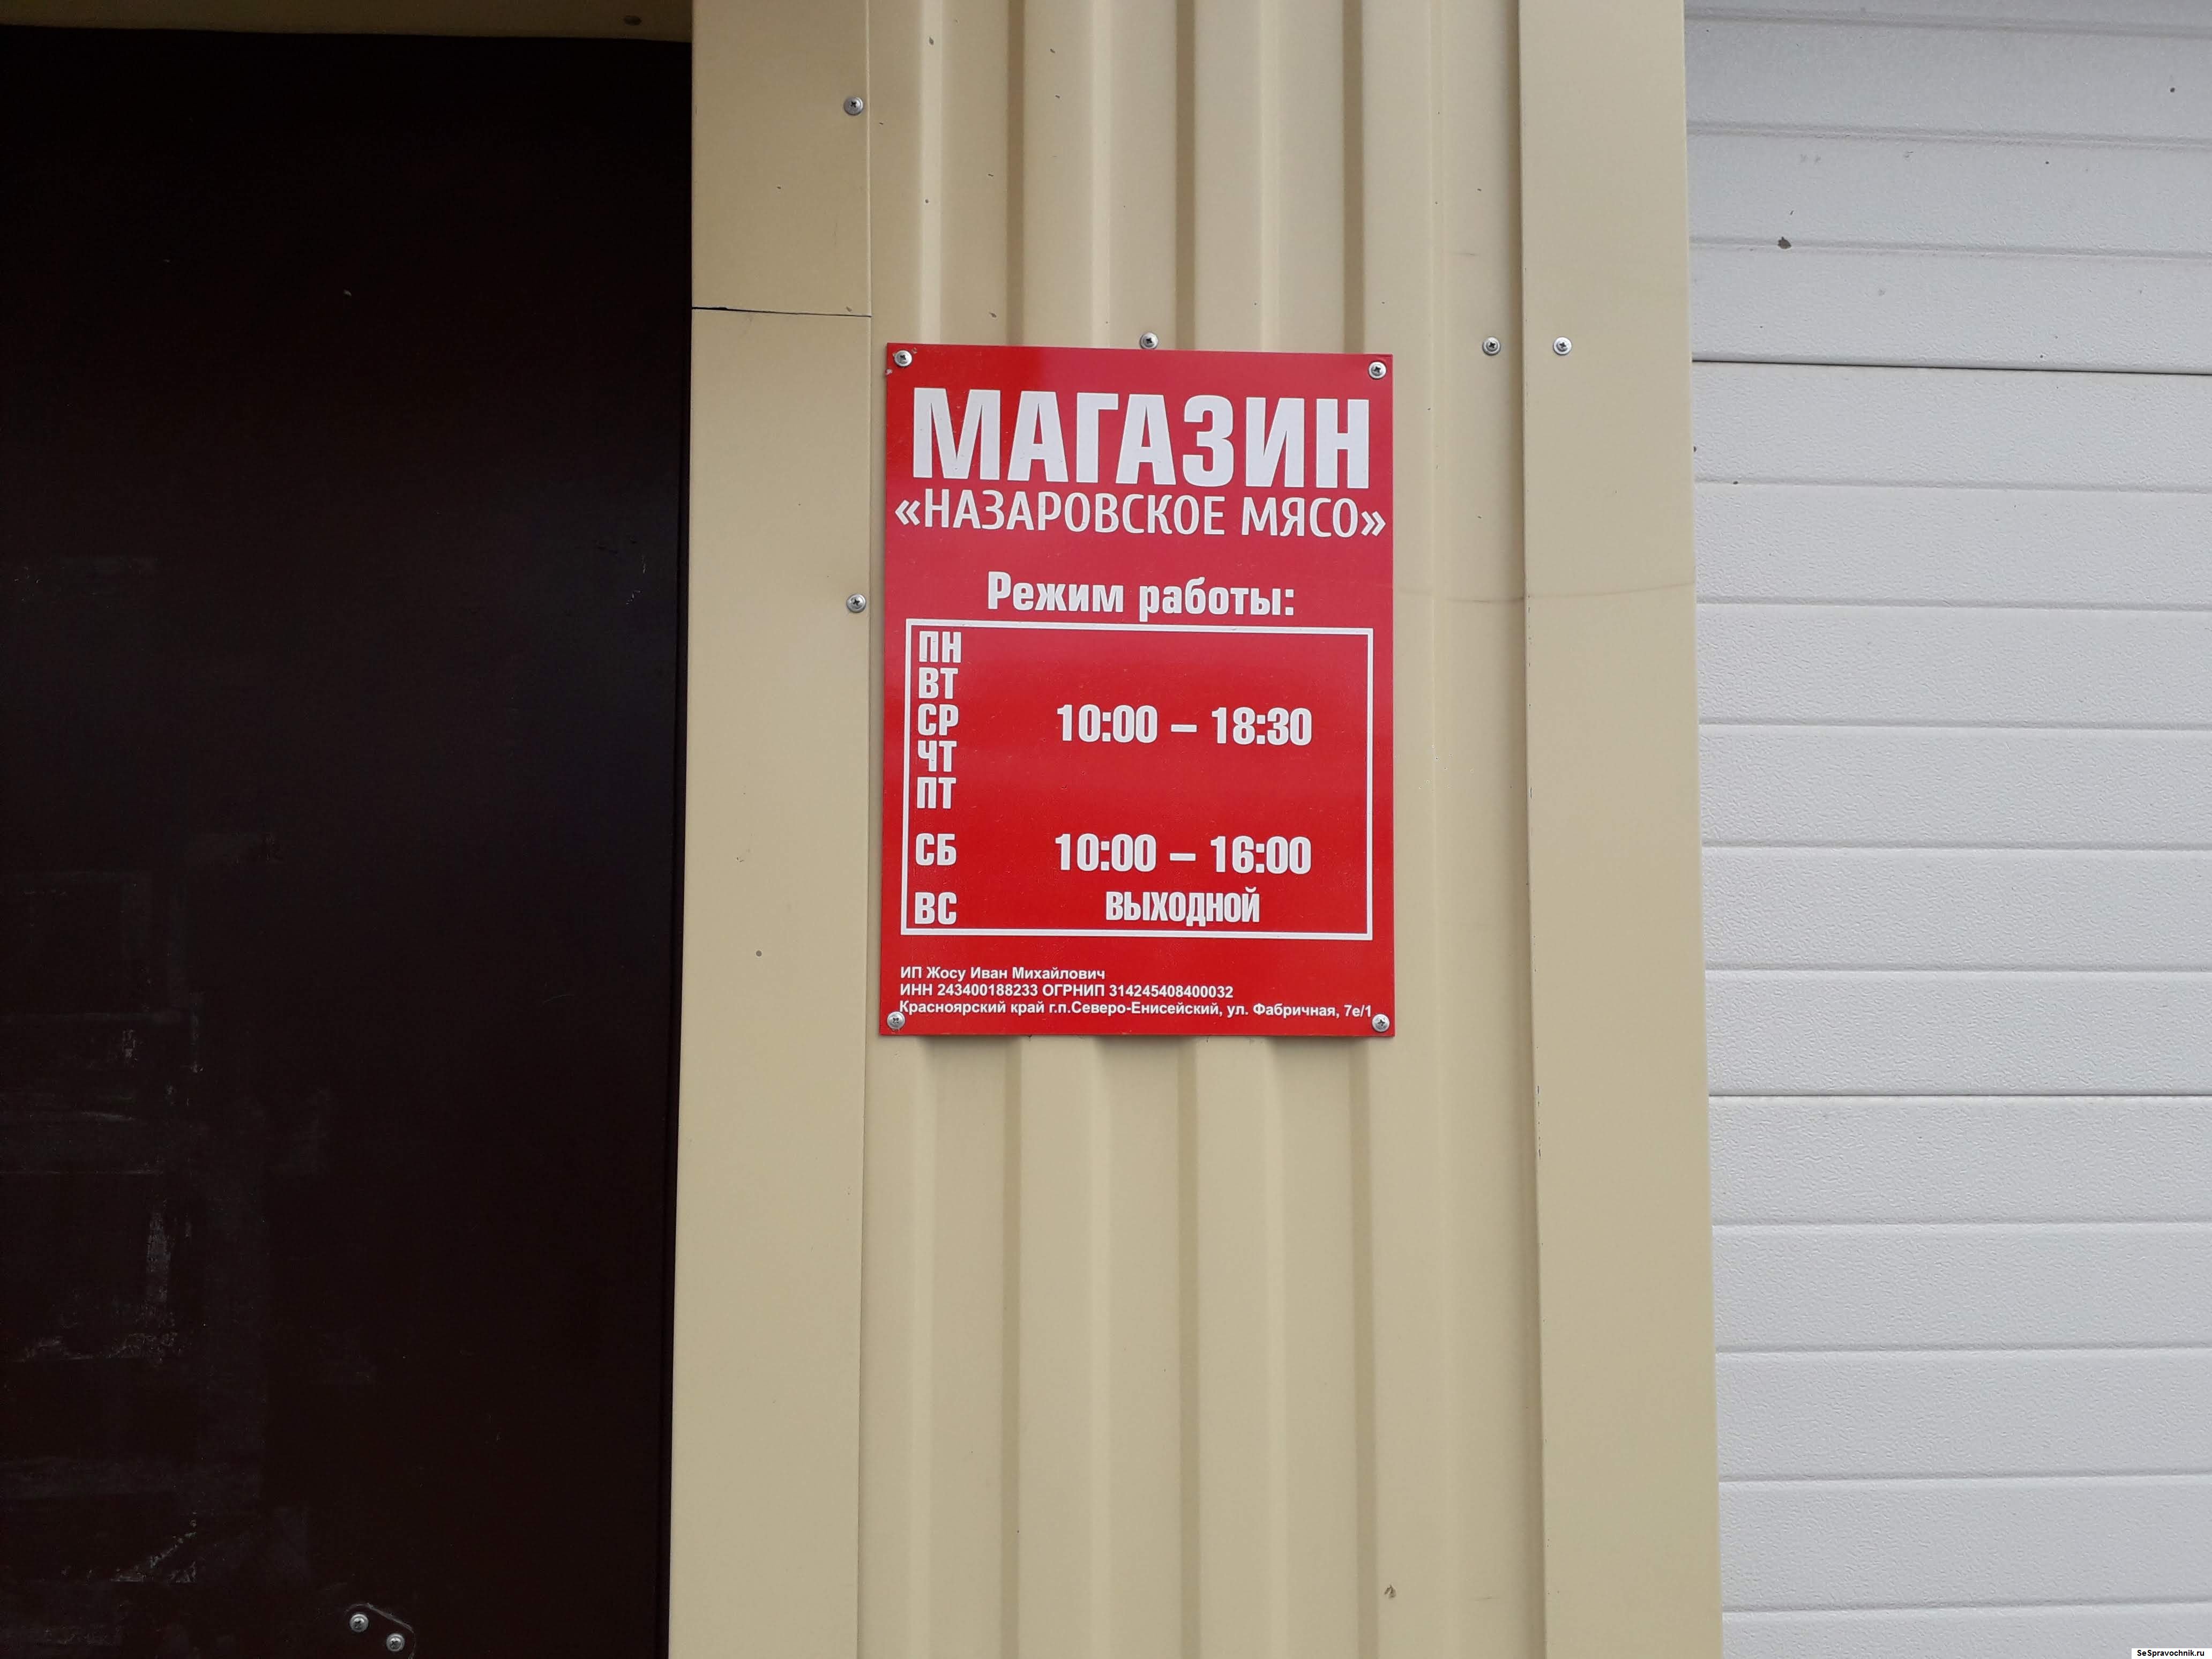 МАГАЗИН
«НАЗАРОВСКОЕ МЯСО»
Режим работы:
ПН
ВТ
СР 10:00 – 18:30
ЧТ
ПТ
СБ 10:00 – 16:00
ВС ВЫХОДНОЙ
ИП Жосу Иван Михайлович
ИНН 243400188233 ОГРНИП 314245408400032
Красноярский край г.п.Северо-Енисейский, ул. Фабричная, 7е/1
SeSpravochnik.ru